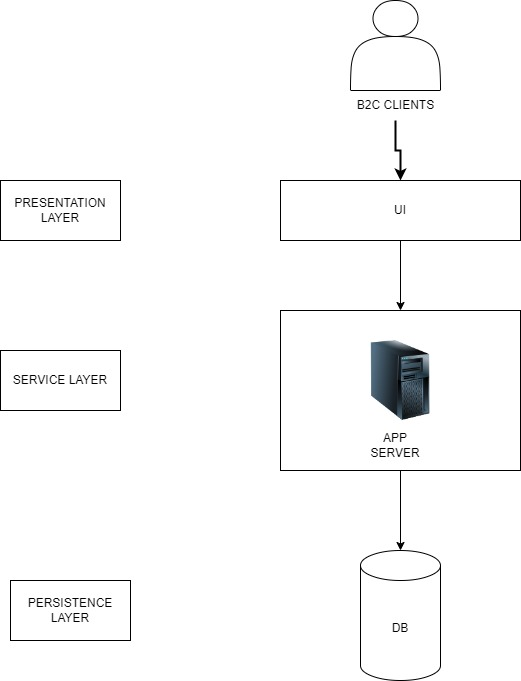 B2C CLIENTS
PRESENTATION
LAYER
UI
SERVICE LAYER
APP
SERVER
PERSISTENCE
LAYER
DB